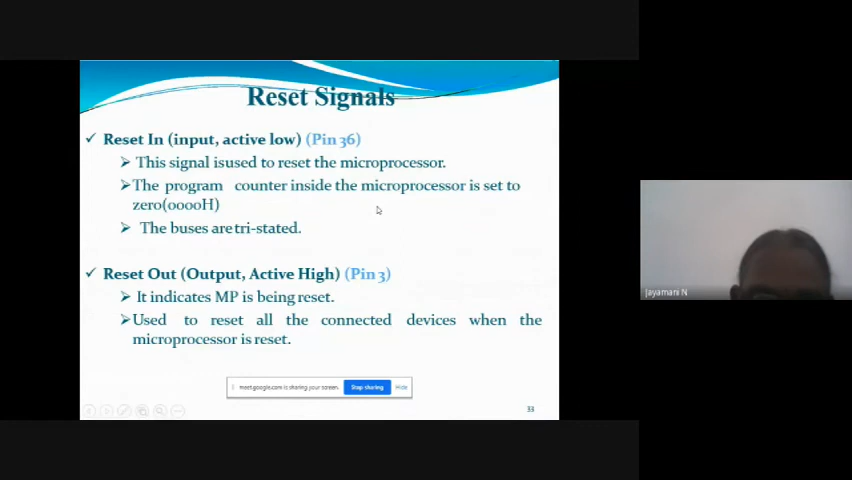 Reset Signals
✓ Reset In (input, active low) (Pin 36)
➢ This signal isused to reset the microprocessor.
➢The program counter inside the microprocessor is set to
zero(0000H)
➢ The buses are tri-stated.
✓ Reset Out (Output, Active High) (Pin 3)
➢ It indicates MP is being reset.
➢Used to reset all the connected devices when the
microprocessor is reset.
meet.google.com is sharing your screen. Stop sharing Hide
33
Jayamani N